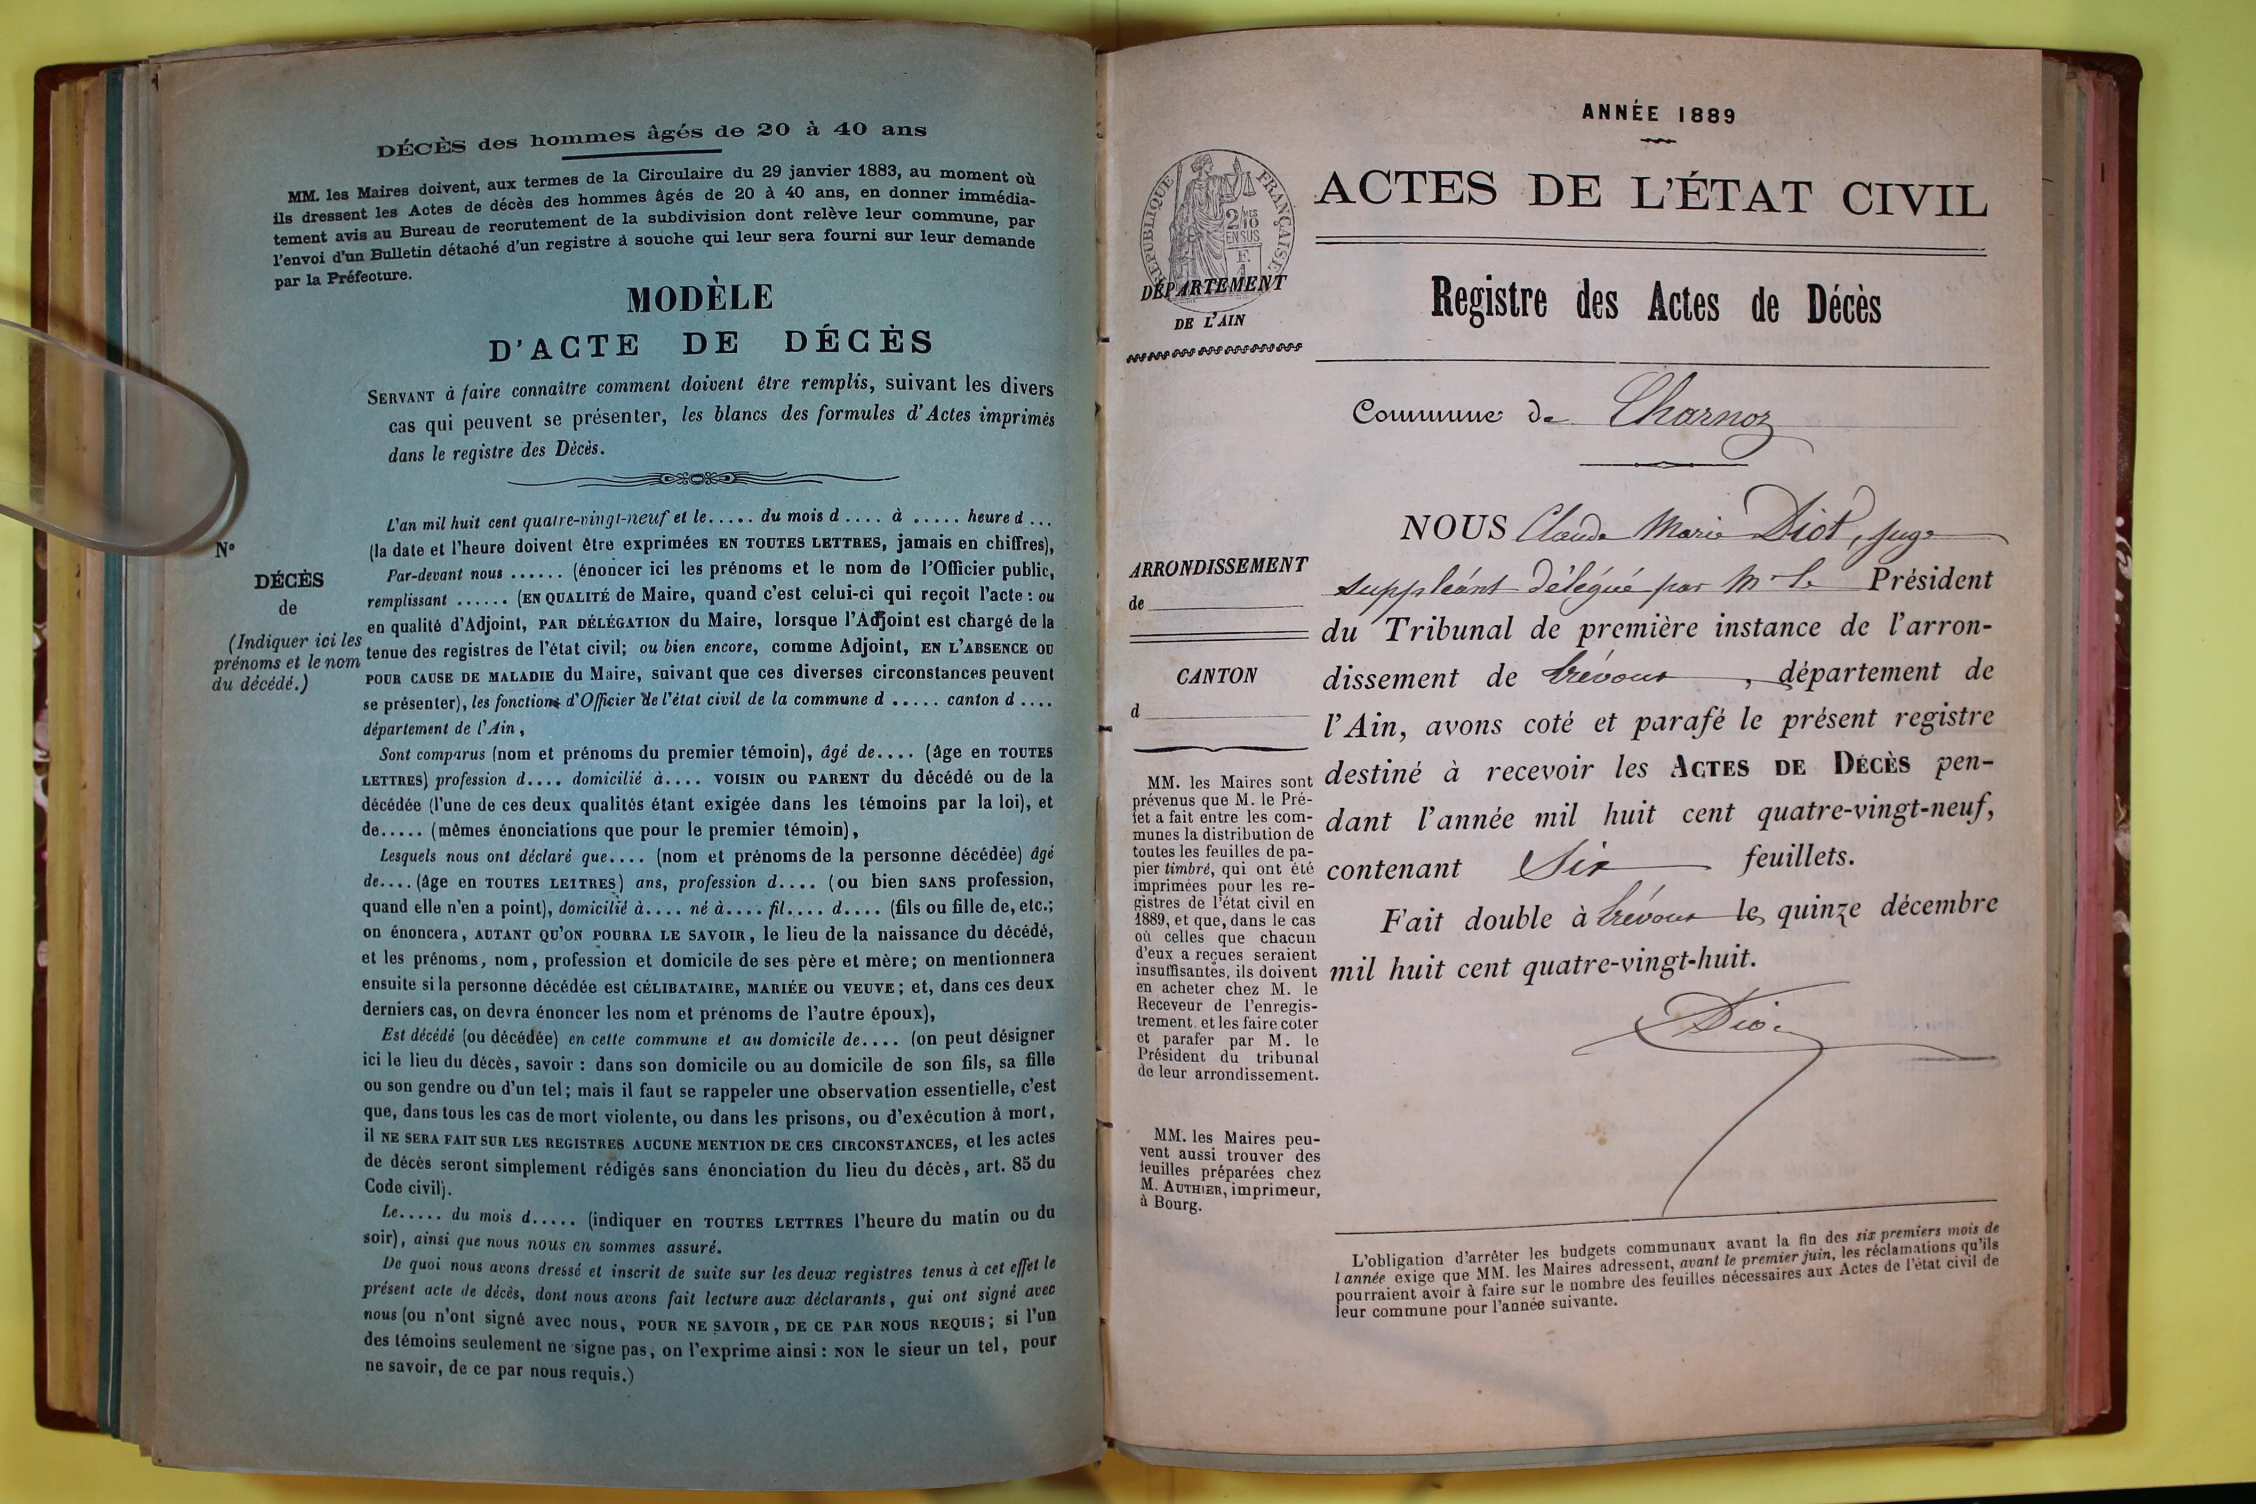 DÉCÈS des hommes âgés de 20 à 40 ans
MM. les Maires doivent, aux termes de la Circulaire du 29 janvier 1883, au moment où
ils dressent les Actes de décès des hommes âgés de 20 à 40 ans, en donner immédia-
tement avis au Bureau de recrutement de la subdivision dont relève leur commune, par
l'envoi d'un Bulletin détaché d'un registre à souche qui leur sera fourni sur leur demande
par la Préfecture.
MODÈLE
D'ACTE DE DÉCÈS
SERVANT à faire connaître comment doivent être remplis, suivant les divers
cas qui peuvent se présenter, les blancs des formules d'Actes imprimés
dans le registre des Décès.
N°
DÉCÈS
de
(Indiquer ici les
prénoms et le nom
du décédé.)
L'an mil huit cent quatre-vingt-neuf et le..... du mois d .... à ..... heure d ...
(la date et l'heure doivent être exprimées EN TOUTES LETTRES, jamais en chiffres),
Par-devant nous ...... (énoncer ici les prénoms et le nom de l'Officier public,
remplissant ...... (EN QUALITÉ de Maire, quand c'est celui-ci qui reçoit l'acte : ou
en qualité d'Adjoint, PAR DÉLÉGATION du Maire, lorsque l'Adjoint est chargé de la
tenue des registres de l'état civil; ou bien encore, comme Adjoint, EN L'ABSENCE OU
POUR CAUSE DE MALADIE du Maire, suivant que ces diverses circonstances peuvent
se présenter), les fonctions d'Officier de l'état civil de la commune d ..... canton d ....
département de l'Ain,
Sont comparus (nom et prénoms du premier témoin), âgé de.... (âge en TOUTES
LETTRES) profession d.... domicilié à.... VOISIN OU PARENT du décédé ou de la
décédée (l'une de ces deux qualités étant exigée dans les témoins par la loi), et
de..... (mêmes énonciations que pour le premier témoin),
Lesquels nous ont déclaré que.... (nom et prénoms de la personne décédée) âgé
de.... (âge en TOUTES LETTRES) ans, profession d.... (ou bien SANS profession,
quand elle n'en a point), domicilié à.... né à.... fil.... d.... (fils ou fille de, etc.;
on énoncera, AUTANT QU'ON POURRA LE SAVOIR, le lieu de la naissance du décédé,
et les prénoms, nom, profession et domicile de ses père et mère; on mentionnera
ensuite si la personne décédée est CÉLIBATAIRE, MARIÉE OU VEUVE; et, dans ces deux
derniers cas, on devra énoncer les nom et prénoms de l'autre époux),
Est décédé (ou décédée) en cette commune et au domicile de.... (on peut désigner
ici le lieu du décès, savoir : dans son domicile ou au domicile de son fils, sa fille
ou son gendre ou d'un tel; mais il faut se rappeler une observation essentielle, c'est
que, dans tous les cas de mort violente, ou dans les prisons, ou d'exécution à mort,
il NE SERA FAIT SUR LES REGISTRES AUCUNE MENTION DE CES CIRCONSTANCES, et les actes
de décès seront simplement rédigés sans énonciation du lieu du décès, art. 85 du
Code civil).
Le..... du mois d..... (indiquer en TOUTES LETTRES l'heure du matin ou du
soir), ainsi que nous nous en sommes assuré.
De quoi nous avons dressé et inscrit de suite sur les deux registres tenus à cet effet le
présent acte de décès, dont nous avons fait lecture aux déclarants, qui ont signé avec
nous (ou n'ont signé avec nous, POUR NE SAVOIR, DE CE PAR NOUS REQUIS; si l'un
des témoins seulement ne signe pas, on l'exprime ainsi : NON le sieur un tel, pour
ne savoir, de ce par nous requis.)
ANNÉE 1889
ACTES DE L'ÉTAT CIVIL
RÉPUBLIQUE FRANÇAISE
2/10 MES
EN SUS
F.
1
DÉPARTEMENT
DE L'AIN
Registre des Actes de Décès
Commune de Charnoz
ARRONDISSEMENT
de
CANTON
d
MM. les Maires sont
prévenus que M. le Pré-
fet a fait entre les com-
munes la distribution de
toutes les feuilles de pa-
pier timbré, qui ont été
imprimées pour les re-
gistres de l'état civil en
1889, et que, dans le cas
où celles que chacun
d'eux a reçues seraient
insuffisantes, ils doivent
en acheter chez M. le
Receveur de l'enregis-
trement. et les faire coter
et parafer par M. le
Président du tribunal
de leur arrondissement.
MM. les Maires peu-
vent aussi trouver des
feuilles préparées chez
M. AUTHIER, imprimeur,
à Bourg.
NOUS Claude Marie Diot, juge
suppléant délégué par Mr le Président
du Tribunal de première instance de l'arron-
dissement de Trévoux, département de
l'Ain, avons coté et parafé le présent registre
destiné à recevoir les ACTES DE DÉCÈS pen-
dant l'année mil huit cent quatre-vingt-neuf,
contenant Six feuillets.
Fait double à Trévoux le quinze décembre
mil huit cent quatre-vingt-huit.
Diot
L'obligation d'arrêter les budgets communaux avant la fin des six premiers mois de
l'année exige que MM. les Maires adressent, avant le premier juin, les réclamations qu'ils
pourraient avoir à faire sur le nombre des feuilles nécessaires aux Actes de l'état civil de
leur commune pour l'année suivante.